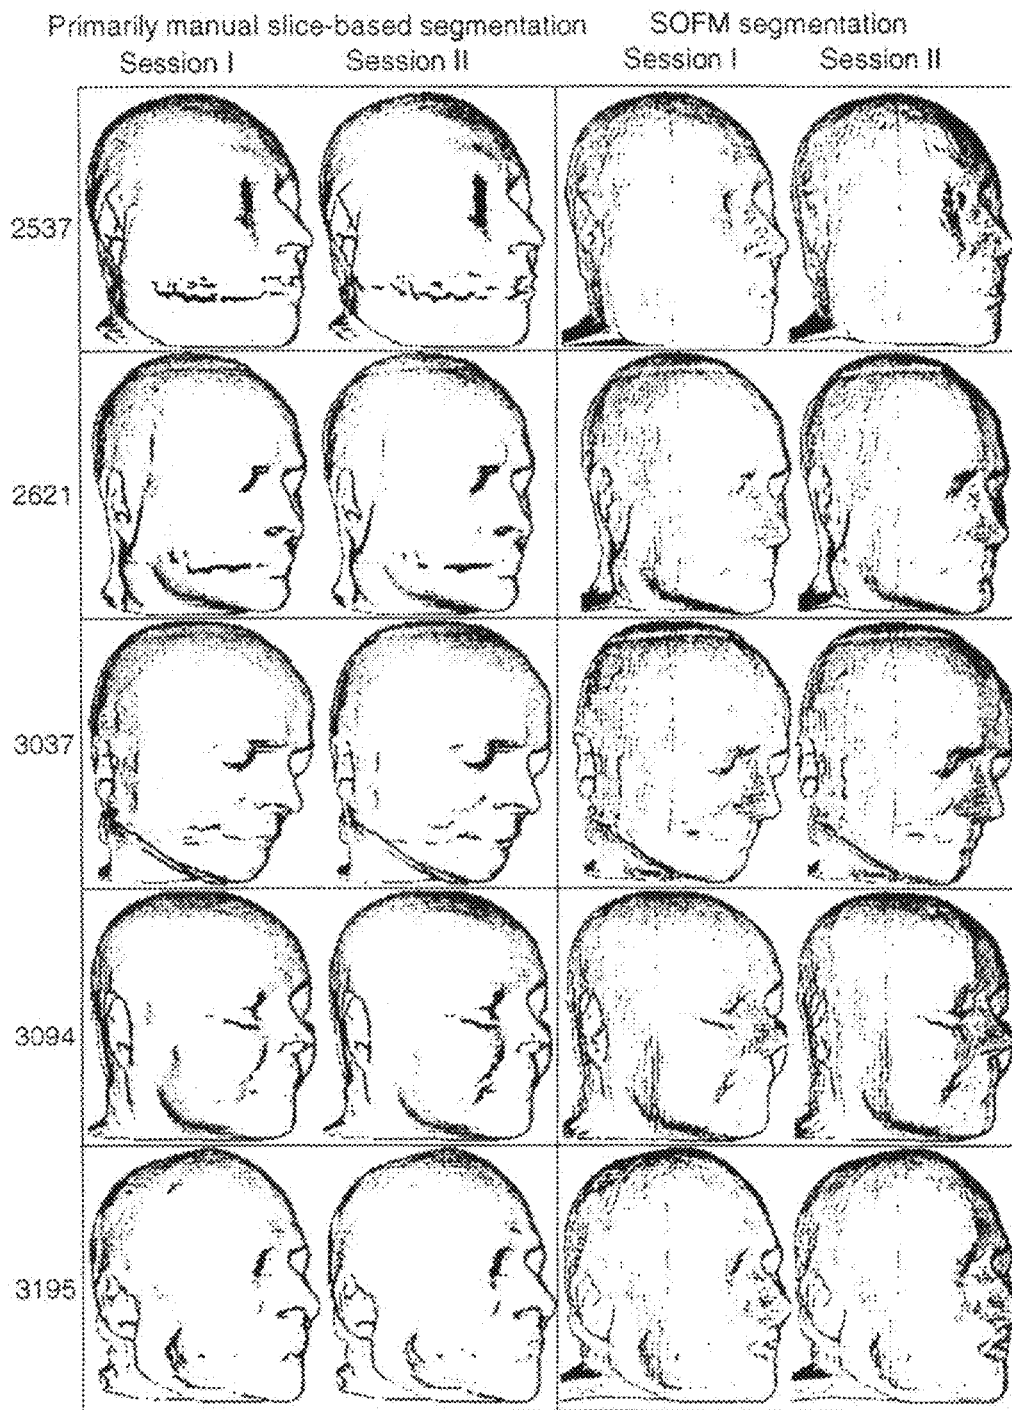 Primarily manual slice-based segmentation SOFM segmentation
Session I Session II Session I Session II
2537
2621
3037
3094
3195